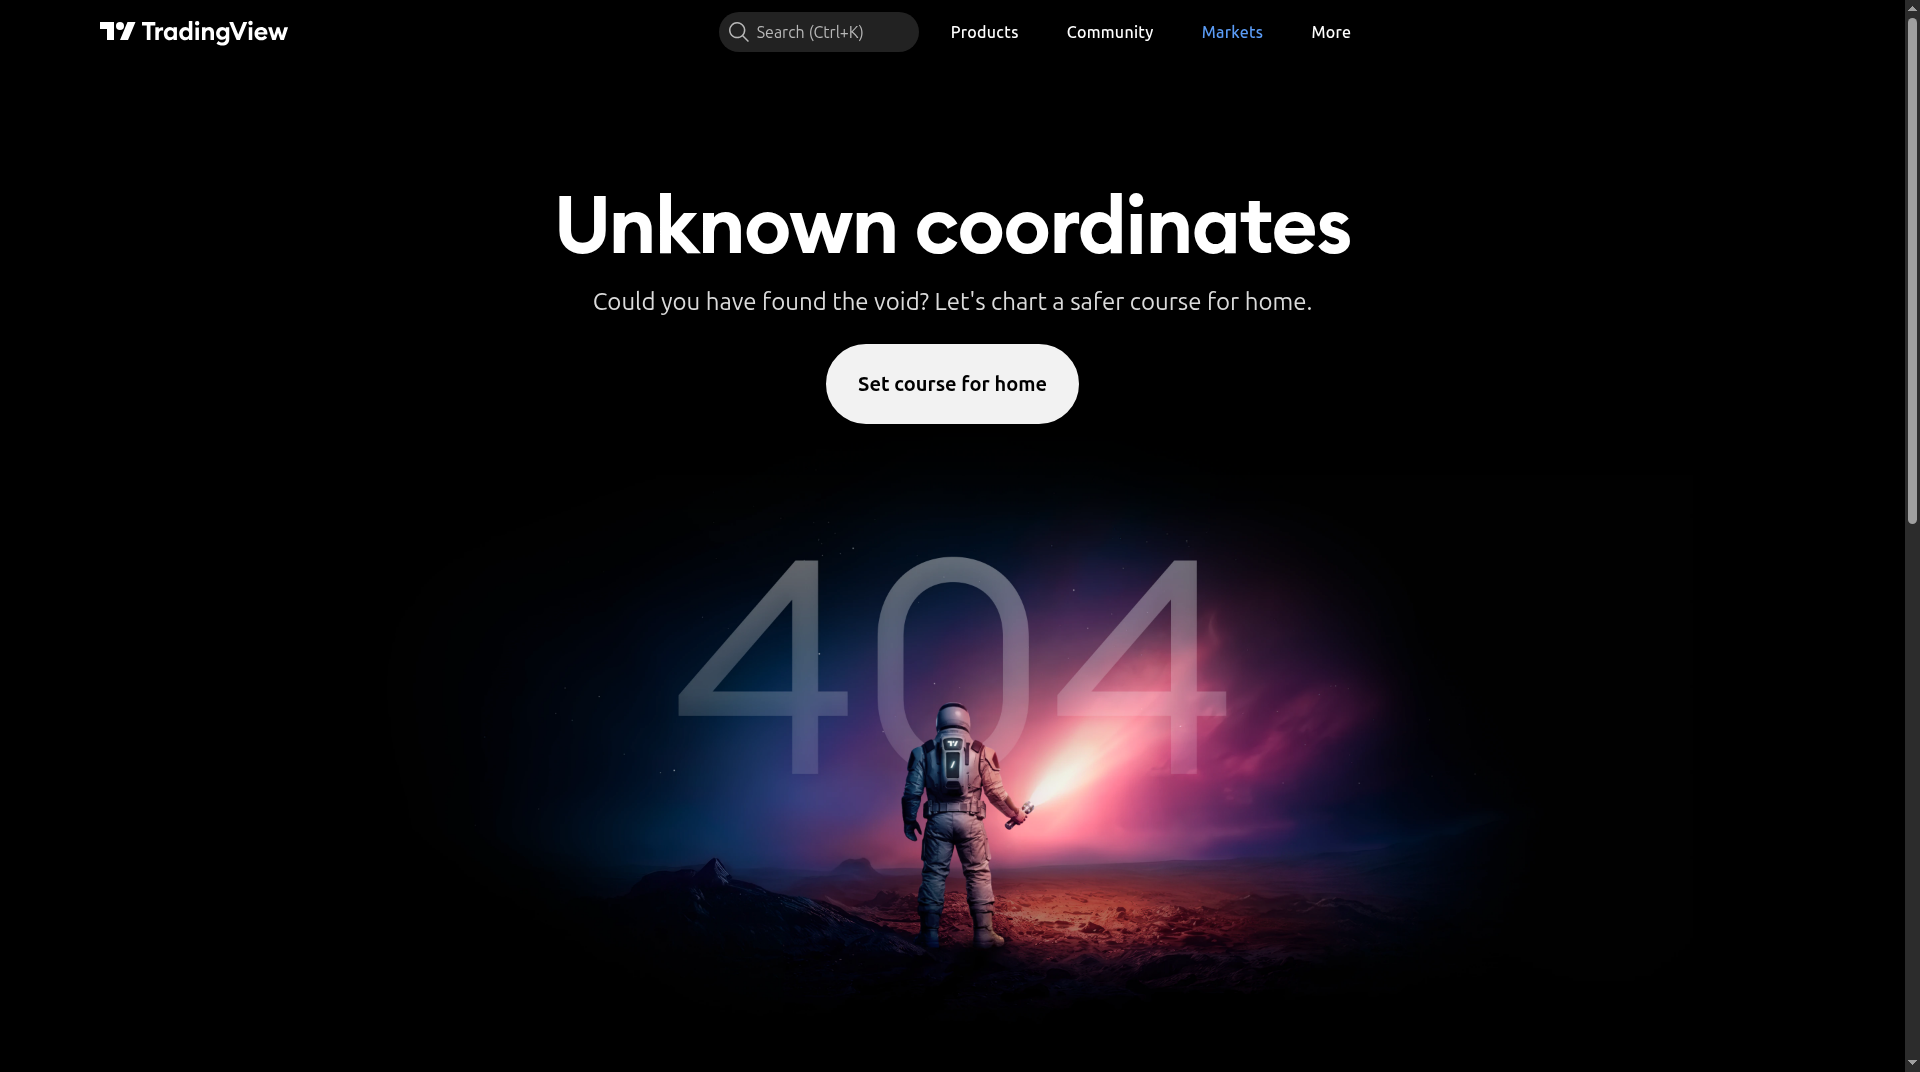 TradingView
Search (Ctrl+K)
Products
Community
Markets
More
Unknown coordinates
Could you have found the void? Let's chart a safer course for home.
Set course for home
404